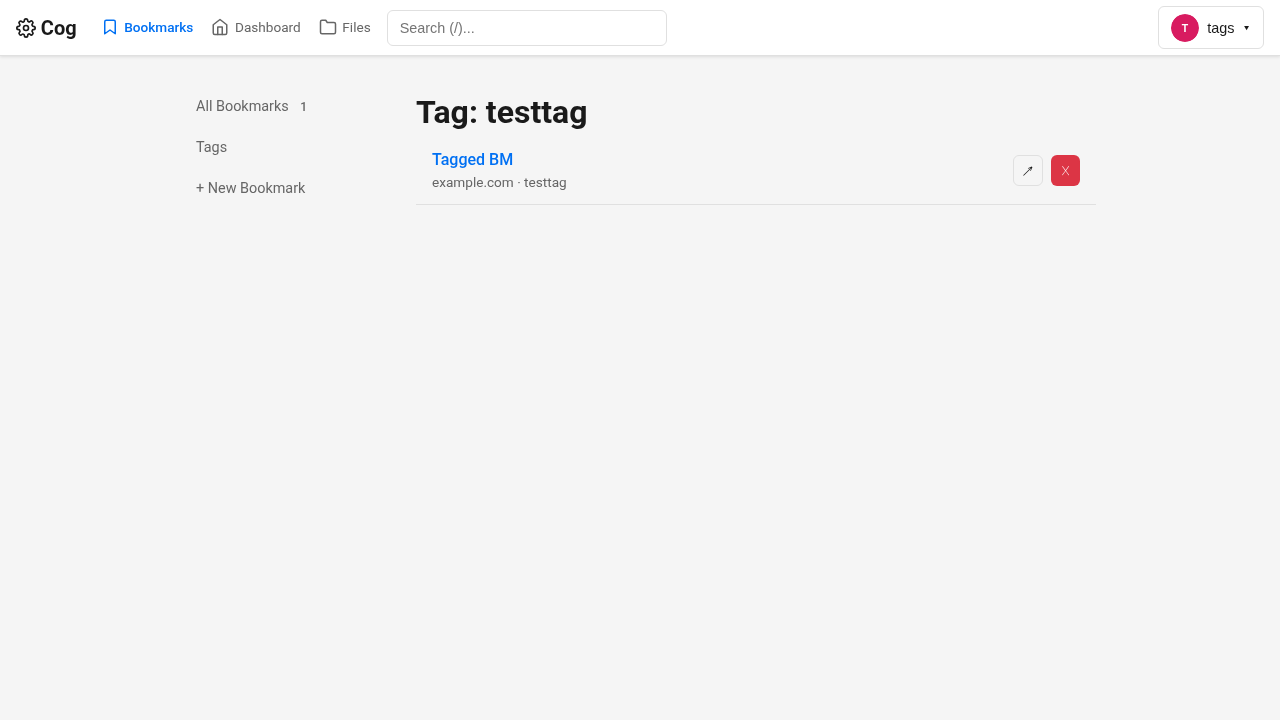 Cog
Bookmarks
Dashboard
Files
Search (/)...
T
tags ▾
All Bookmarks 1
Tags
+ New Bookmark
Tag: testtag
Tagged BM
example.com · testtag
X